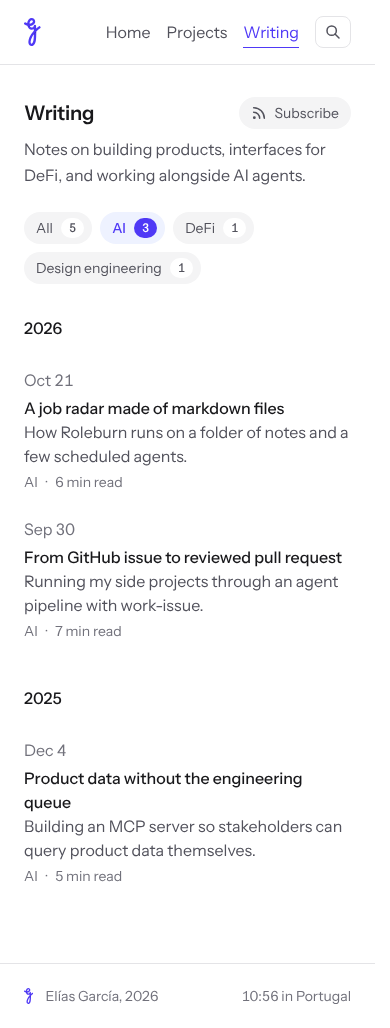 Home Projects Writing
Writing
Subscribe
Notes on building products, interfaces for
DeFi, and working alongside AI agents.
All 5 AI 3 DeFi 1
Design engineering 1
2026
Oct 21
A job radar made of markdown files
How Roleburn runs on a folder of notes and a
few scheduled agents.
AI · 6 min read
Sep 30
From GitHub issue to reviewed pull request
Running my side projects through an agent
pipeline with work-issue.
AI · 7 min read
2025
Dec 4
Product data without the engineering
queue
Building an MCP server so stakeholders can
query product data themselves.
AI · 5 min read
Elías García, 2026
10:56 in Portugal